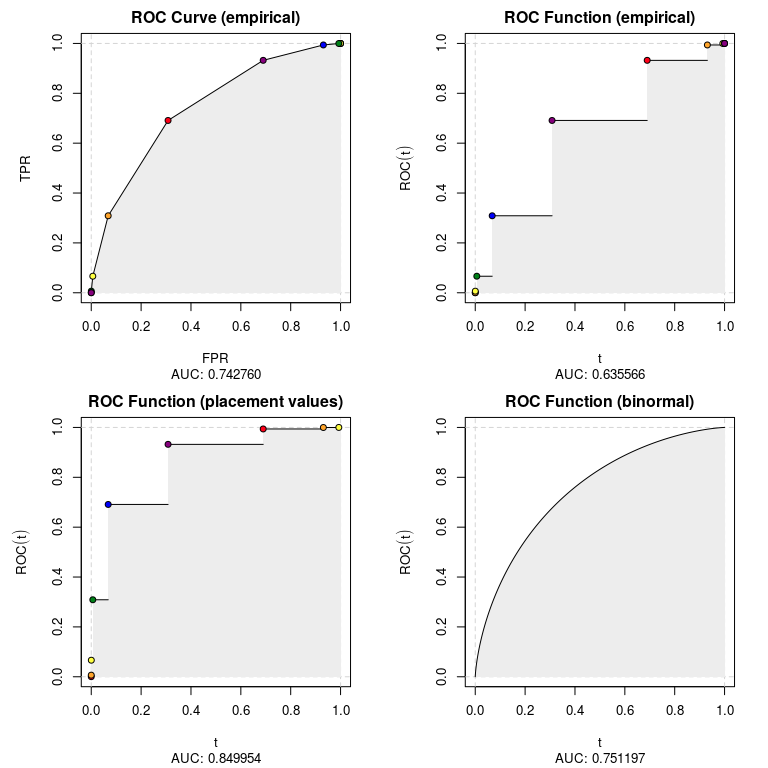 ROC Curve (empirical)
TPR
0.0 0.2 0.4 0.6 0.8 1.0
0.0 0.2 0.4 0.6 0.8 1.0
FPR
AUC: 0.742760
ROC Function (empirical)
ROC(t)
0.0 0.2 0.4 0.6 0.8 1.0
0.0 0.2 0.4 0.6 0.8 1.0
t
AUC: 0.635566
ROC Function (placement values)
ROC(t)
0.0 0.2 0.4 0.6 0.8 1.0
0.0 0.2 0.4 0.6 0.8 1.0
t
AUC: 0.849954
ROC Function (binormal)
ROC(t)
0.0 0.2 0.4 0.6 0.8 1.0
0.0 0.2 0.4 0.6 0.8 1.0
t
AUC: 0.751197